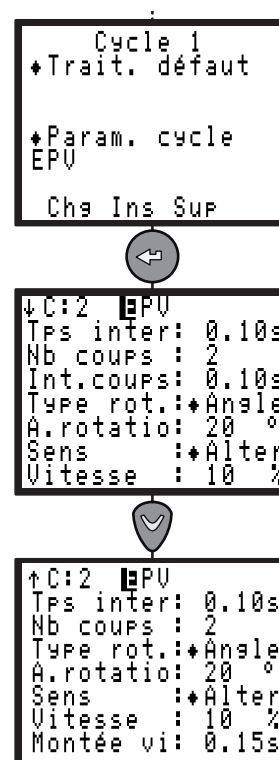 Cycle 1
♦Trait. défaut
♦Param. cycle
EPV
Chg Ins Sup
↓C:2 EPV
Tps inter: 0.10s
Nb coups : 2
Int.coups: 0.10s
Type rot.:♦Angle
A.rotatio: 20 °
Sens :♦Alter
Vitesse : 10 %
↑C:2 EPV
Tps inter: 0.10s
Nb coups : 2
Type rot.:♦Angle
A.rotatio: 20 °
Sens :♦Alter
Vitesse : 10 %
Montée vi: 0.15s